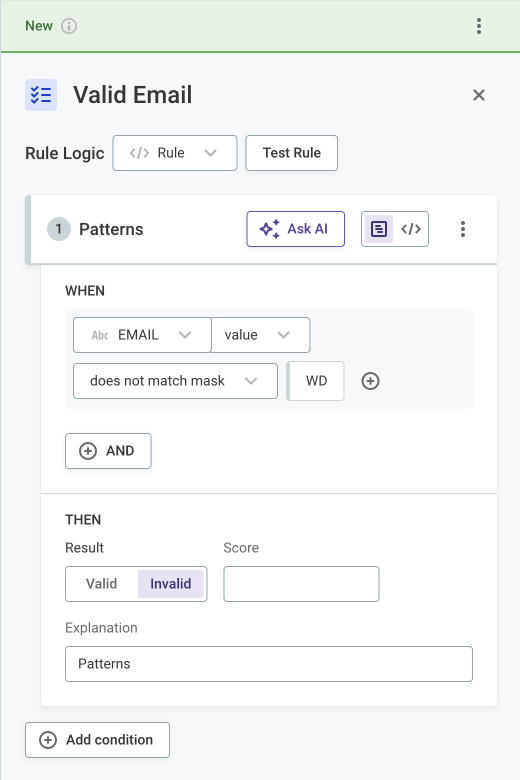 New
Valid Email
Rule Logic </> Rule Test Rule
1 Patterns Ask AI </>
WHEN
Abc EMAIL value
does not match mask WD
AND
THEN
Result Score
Valid Invalid
Explanation
Patterns
Add condition